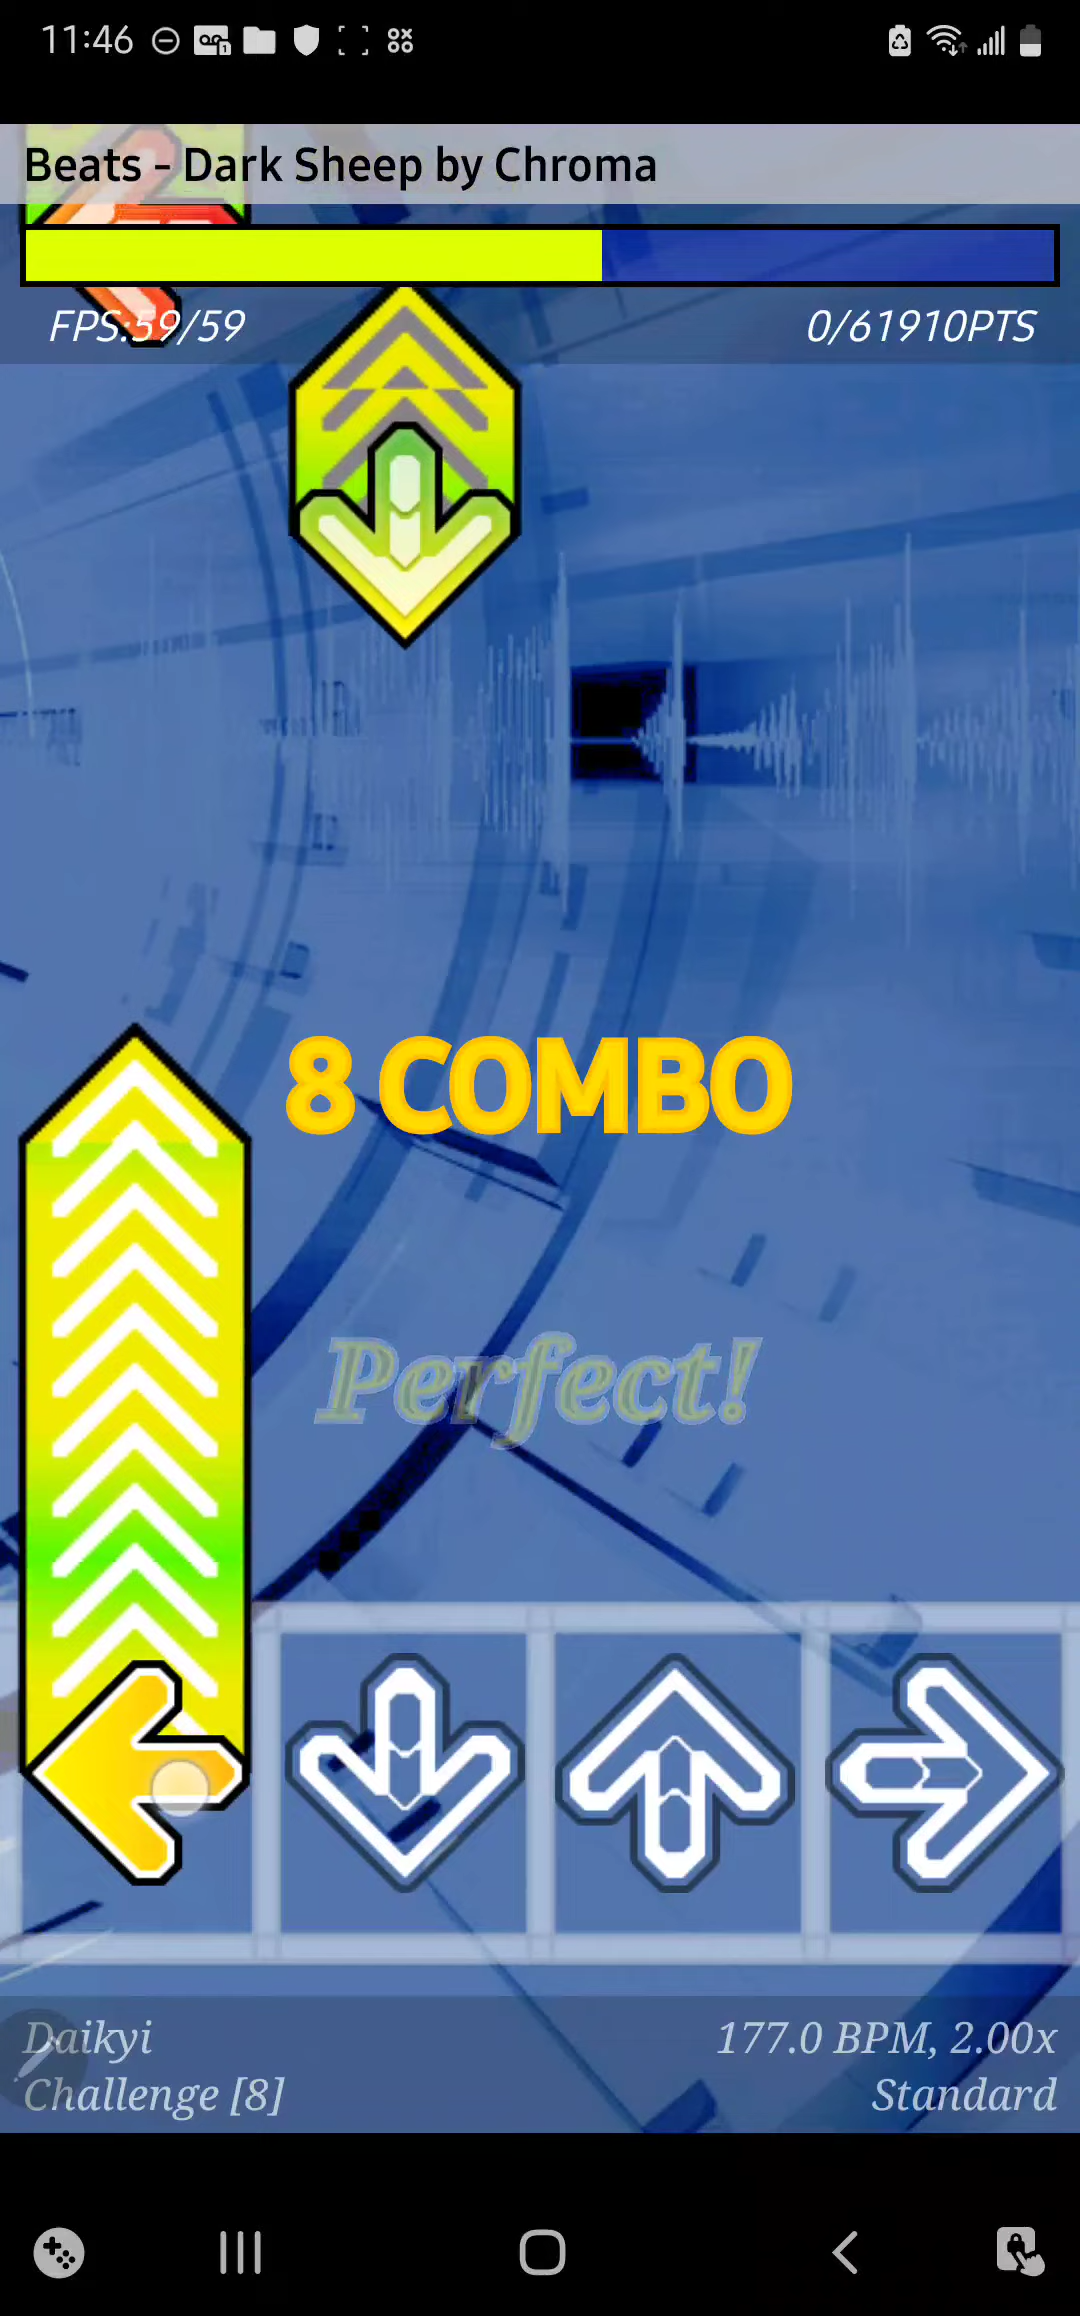 11:46
Beats - Dark Sheep by Chroma
FPS:59/59
0/61910PTS
8 COMBO
Perfect!
Daikyi
177.0 BPM, 2.00x
Challenge [8]
Standard